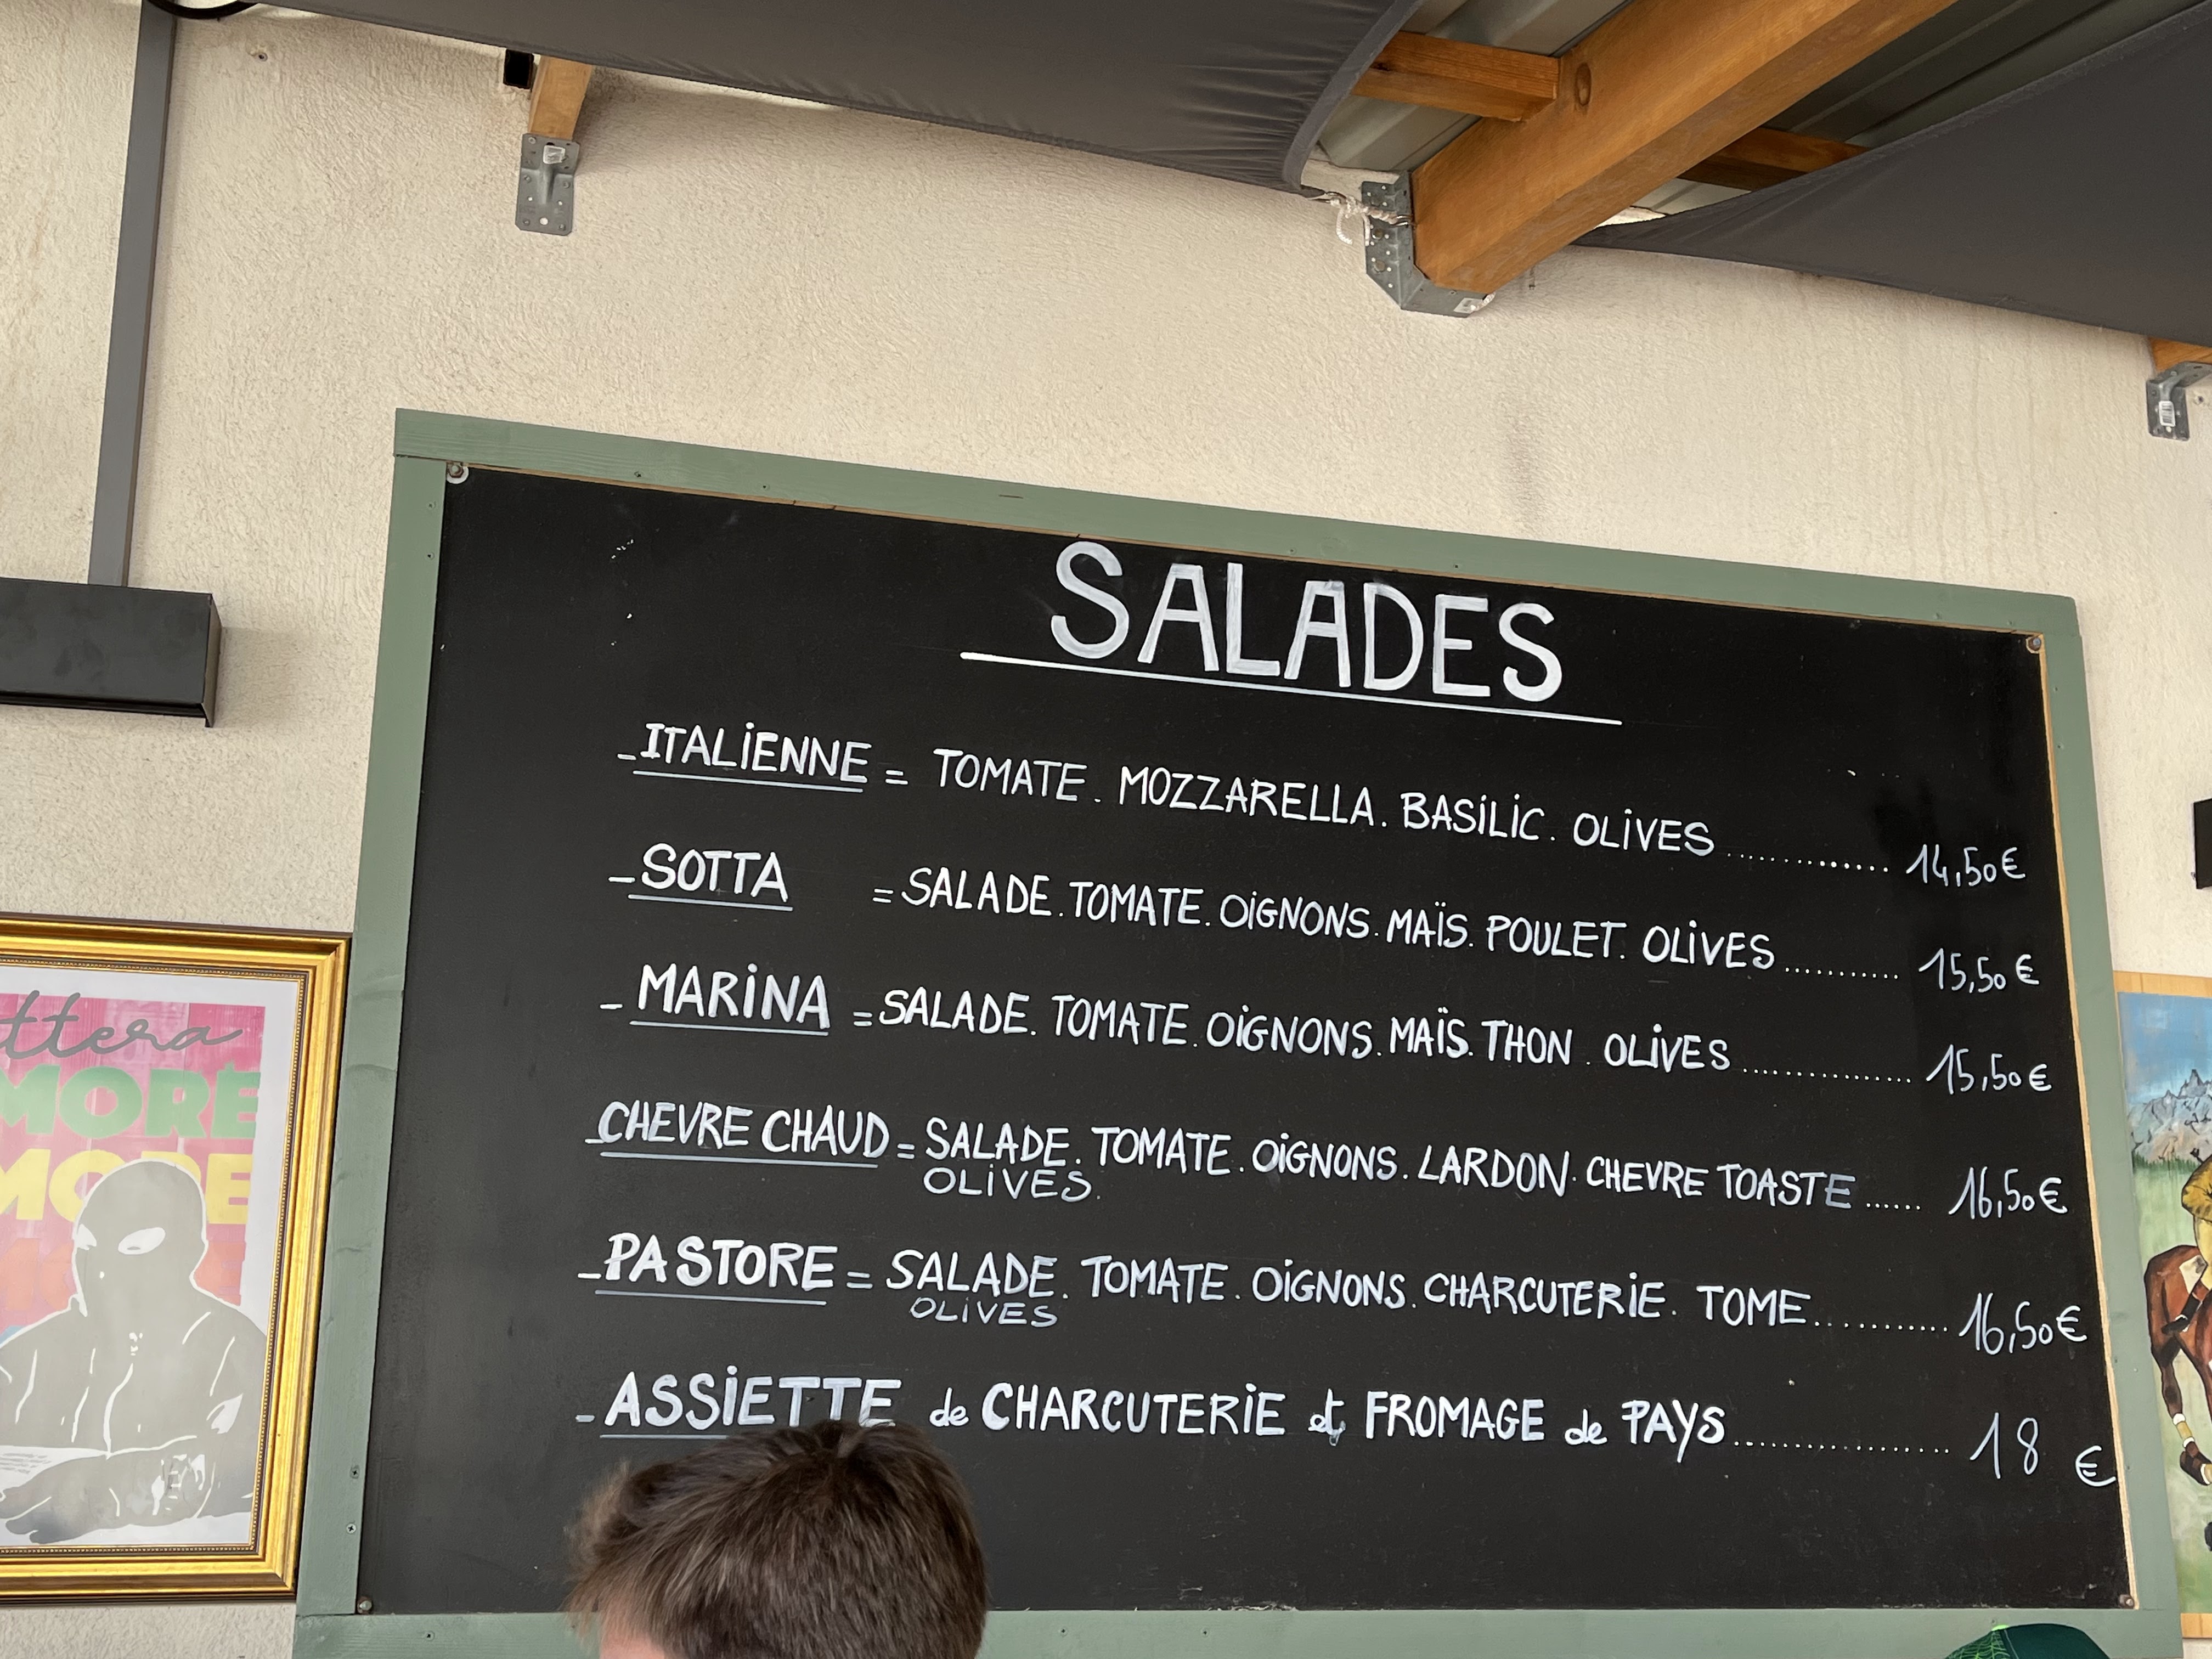 SALADES
- ITALIENNE = TOMATE. MOZZARELLA. BASILIC. OLIVES .............. 14,50€
- SOTTA = SALADE. TOMATE. OIGNONS. MAÏS. POULET. OLIVES ........... 15,50€
- MARINA = SALADE. TOMATE. OIGNONS. MAÏS. THON. OLIVES ................ 15,50€
- CHEVRE CHAUD = SALADE. TOMATE. OIGNONS. LARDON. CHEVRE TOASTE ...... 16,50€
OLIVES.
- PASTORE = SALADE. TOMATE. OIGNONS. CHARCUTERIE. TOME ........... 16,50€
OLIVES
- ASSIETTE de CHARCUTERIE et FROMAGE de PAYS ................. 18 €
MORE